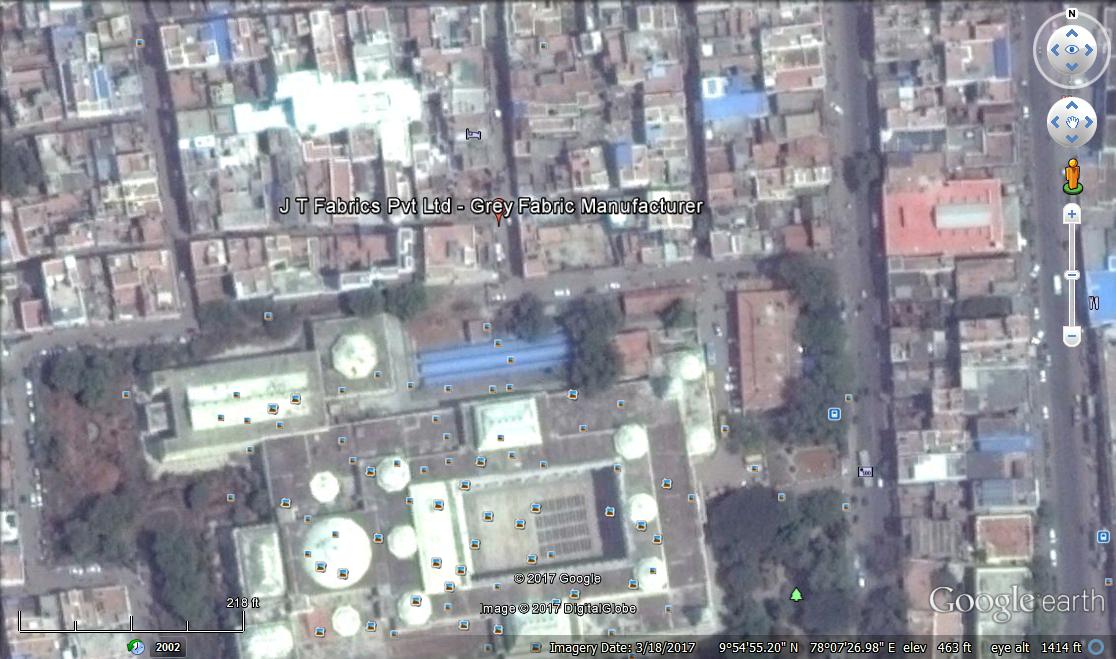 N
J T Fabrics Pvt Ltd - Grey Fabric Manufacturer
© 2017 Google
Image © 2017 DigitalGlobe
Google earth
218 ft
2002
Imagery Date: 3/18/2017 9°54'55.20" N 78°07'26.98" E elev 463 ft eye alt 1414 ft